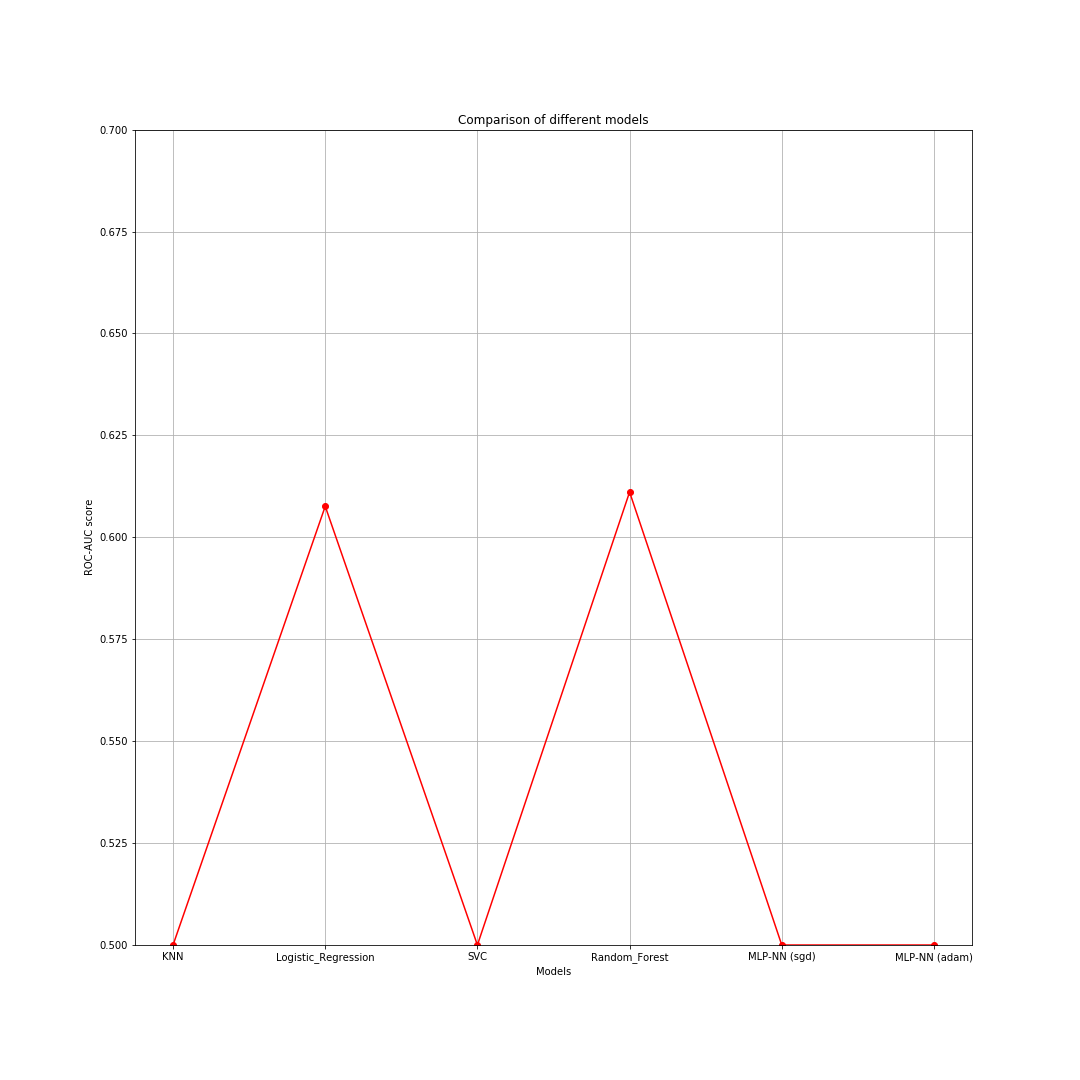 Comparison of different models
0.700
0.675
0.650
0.625
0.600
0.575
0.550
0.525
0.500
ROC-AUC score
KNN Logistic_Regression SVC Random_Forest MLP-NN (sgd) MLP-NN (adam)
Models